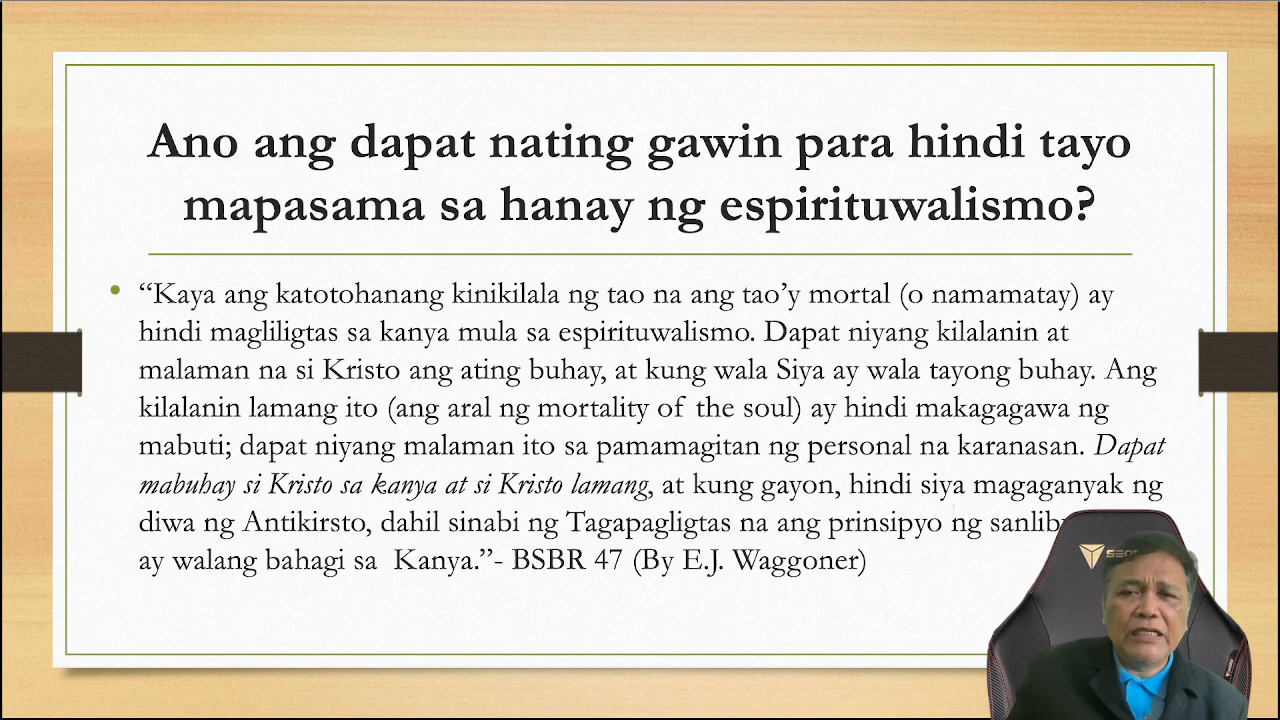 Ano ang dapat nating gawin para hindi tayo
mapasama sa hanay ng espirituwalismo?
• “Kaya ang katotohanang kinikilala ng tao na ang tao’y mortal (o namamatay) ay
hindi magliligtas sa kanya mula sa espirituwalismo. Dapat niyang kilalanin at
malaman na si Kristo ang ating buhay, at kung wala Siya ay wala tayong buhay. Ang
kilalanin lamang ito (ang aral ng mortality of the soul) ay hindi makagagawa ng
mabuti; dapat niyang malaman ito sa pamamagitan ng personal na karanasan. Dapat
mabuhay si Kristo sa kanya at si Kristo lamang, at kung gayon, hindi siya magaganyak ng
diwa ng Antikirsto, dahil sinabi ng Tagapagligtas na ang prinsipyo ng
ay walang bahagi sa Kanya.”- BSBR 47 (By E.J. Waggoner)